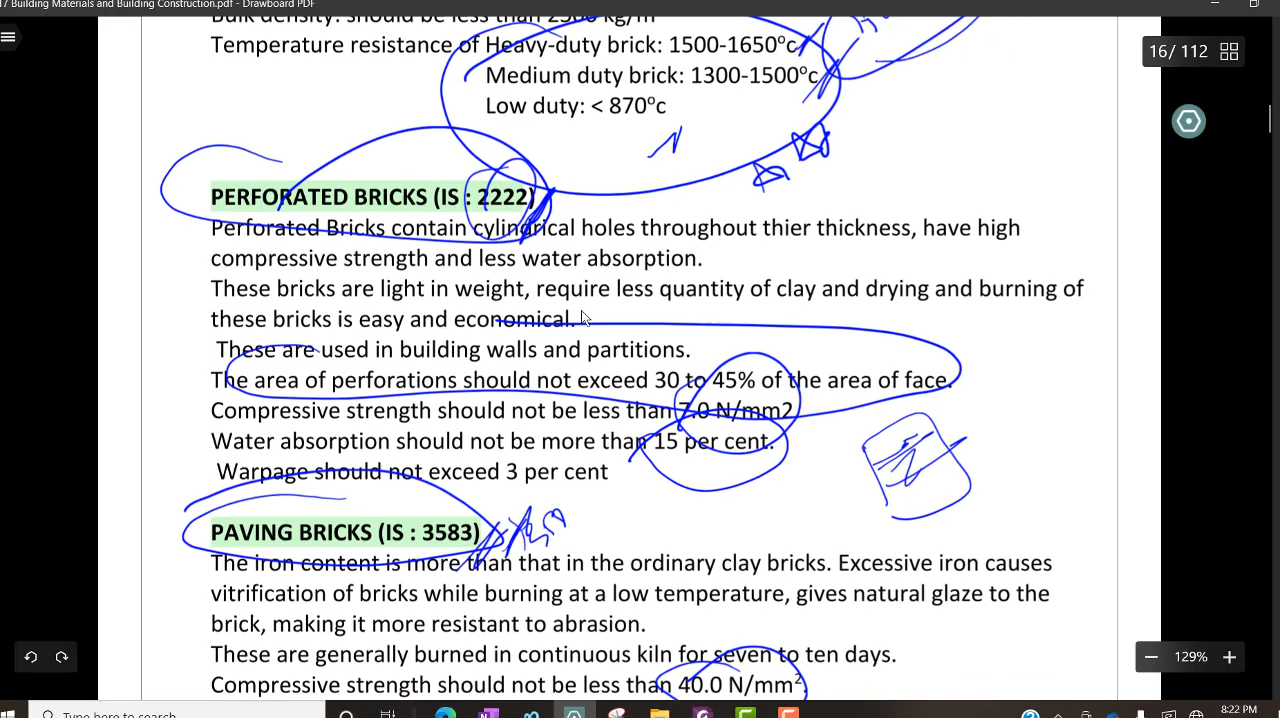 17 Building Materials and Building Construction.pdf - Drawboard PDF
Bulk density: should be less than 2500 kg/m
Temperature resistance of Heavy-duty brick: 1500-1650°c
16/ 112
Medium duty brick: 1300-1500°c
Low duty: < 870°c
PERFORATED BRICKS (IS : 2222)
Perforated Bricks contain cylindrical holes throughout thier thickness, have high
compressive strength and less water absorption.
These bricks are light in weight, require less quantity of clay and drying and burning of
these bricks is easy and economical.
These are used in building walls and partitions.
The area of perforations should not exceed 30 to 45% of the area of face.
Compressive strength should not be less than 7.0 N/mm2
Water absorption should not be more than 15 per cent.
Warpage should not exceed 3 per cent
PAVING BRICKS (IS : 3583)
The iron content is more than that in the ordinary clay bricks. Excessive iron causes
vitrification of bricks while burning at a low temperature, gives natural glaze to the
brick, making it more resistant to abrasion.
These are generally burned in continuous kiln for seven to ten days.
129%
Compressive strength should not be less than 40.0 N/mm².
Type here to search
8:22 PM